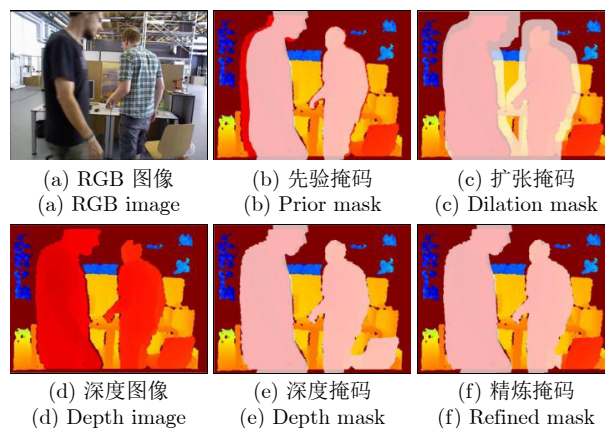 (a) RGB 图像
(a) RGB image
(b) 先验掩码
(b) Prior mask
(c) 扩张掩码
(c) Dilation mask
(d) 深度图像
(d) Depth image
(e) 深度掩码
(e) Depth mask
(f) 精炼掩码
(f) Refined mask